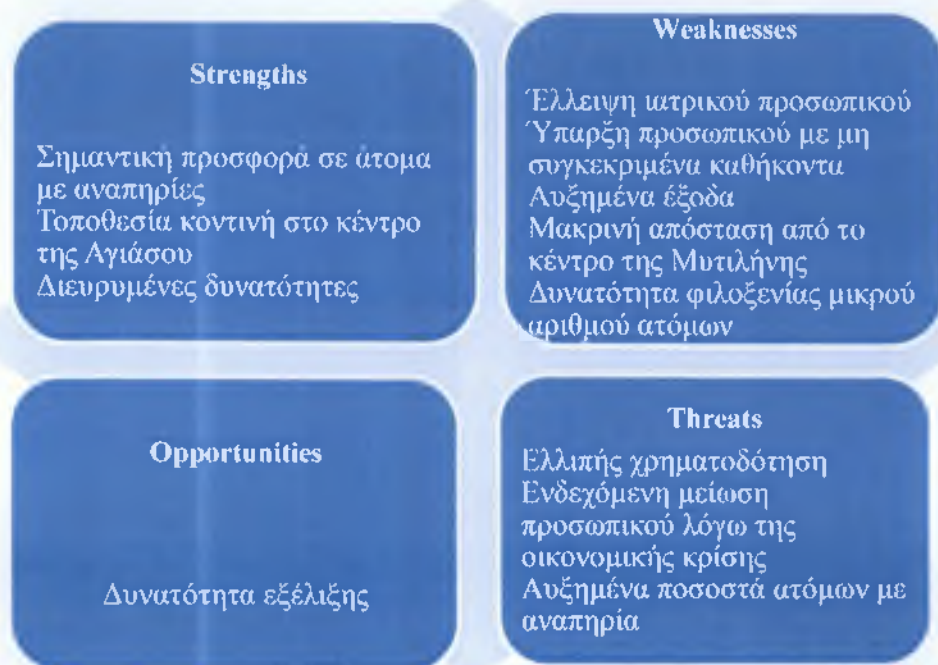 Strengths
Σημαντική προσφορά σε άτομα
με αναπηρίες
Τοποθεσία κοντινή στο κέντρο
της Αγιάσου
Διευρυμένες δυνατότητες
Weaknesses
Έλλειψη ιατρικού προσωπικού
Ύπαρξη προσωπικού με μη
συγκεκριμένα καθήκοντα
Αυξημένα έξοδα
Μακρινή απόσταση από το
κέντρο της Μυτιλήνης
Δυνατότητα φιλοξενίας μικρού
αριθμού ατόμων
Opportunities
Δυνατότητα εξέλιξης
Threats
Ελλιπής χρηματοδότηση
Ενδεχόμενη μείωση
προσωπικού λόγω της
οικονομικής κρίσης
Αυξημένα ποσοστά ατόμων με
αναπηρία